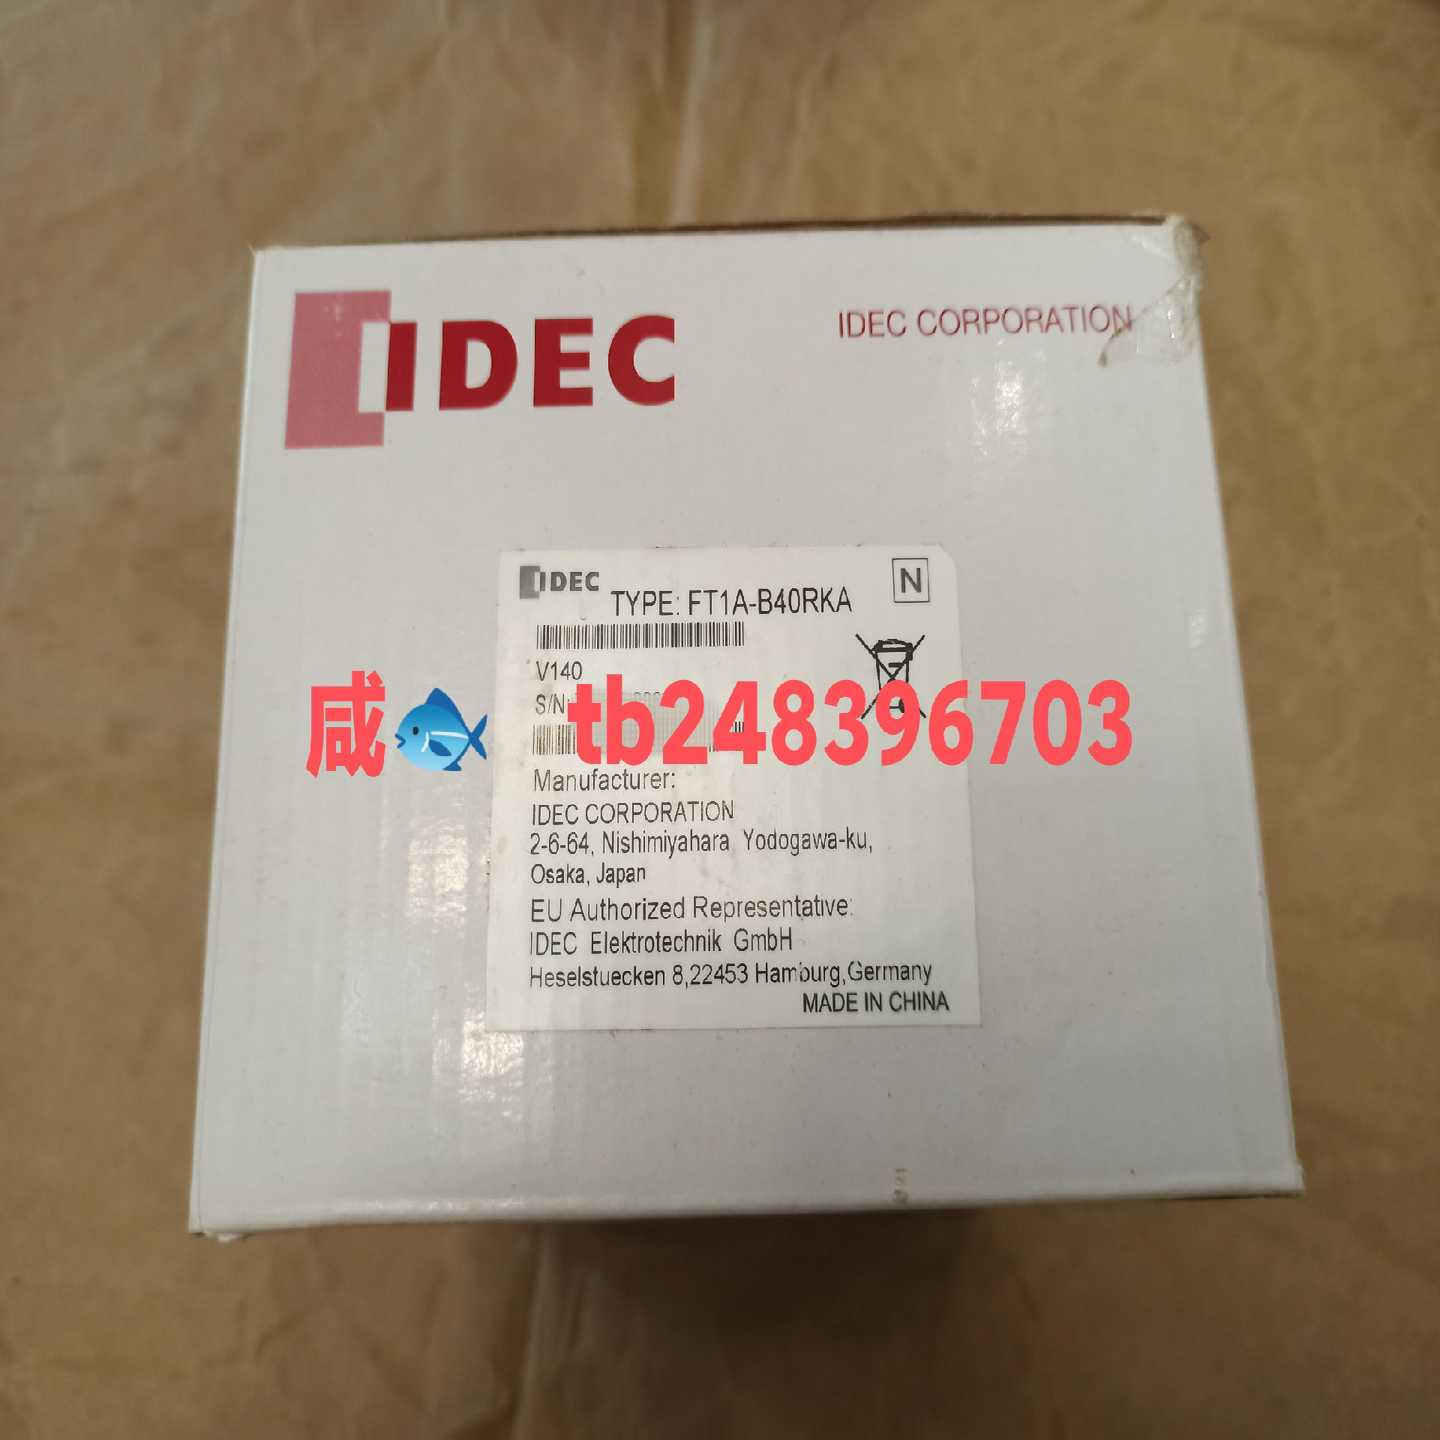 IDEC
IDEC CORPORATION
IDEC
TYPE: FT1A-B40RKA
N
V140
S/N:
咸🐟 tb248396703
Manufacturer:
IDEC CORPORATION
2-6-64, Nishimiyahara Yodogawa-ku,
Osaka, Japan
EU Authorized Representative:
IDEC Elektrotechnik GmbH
Heselstuecken 8,22453 Hamburg,Germany
MADE IN CHINA